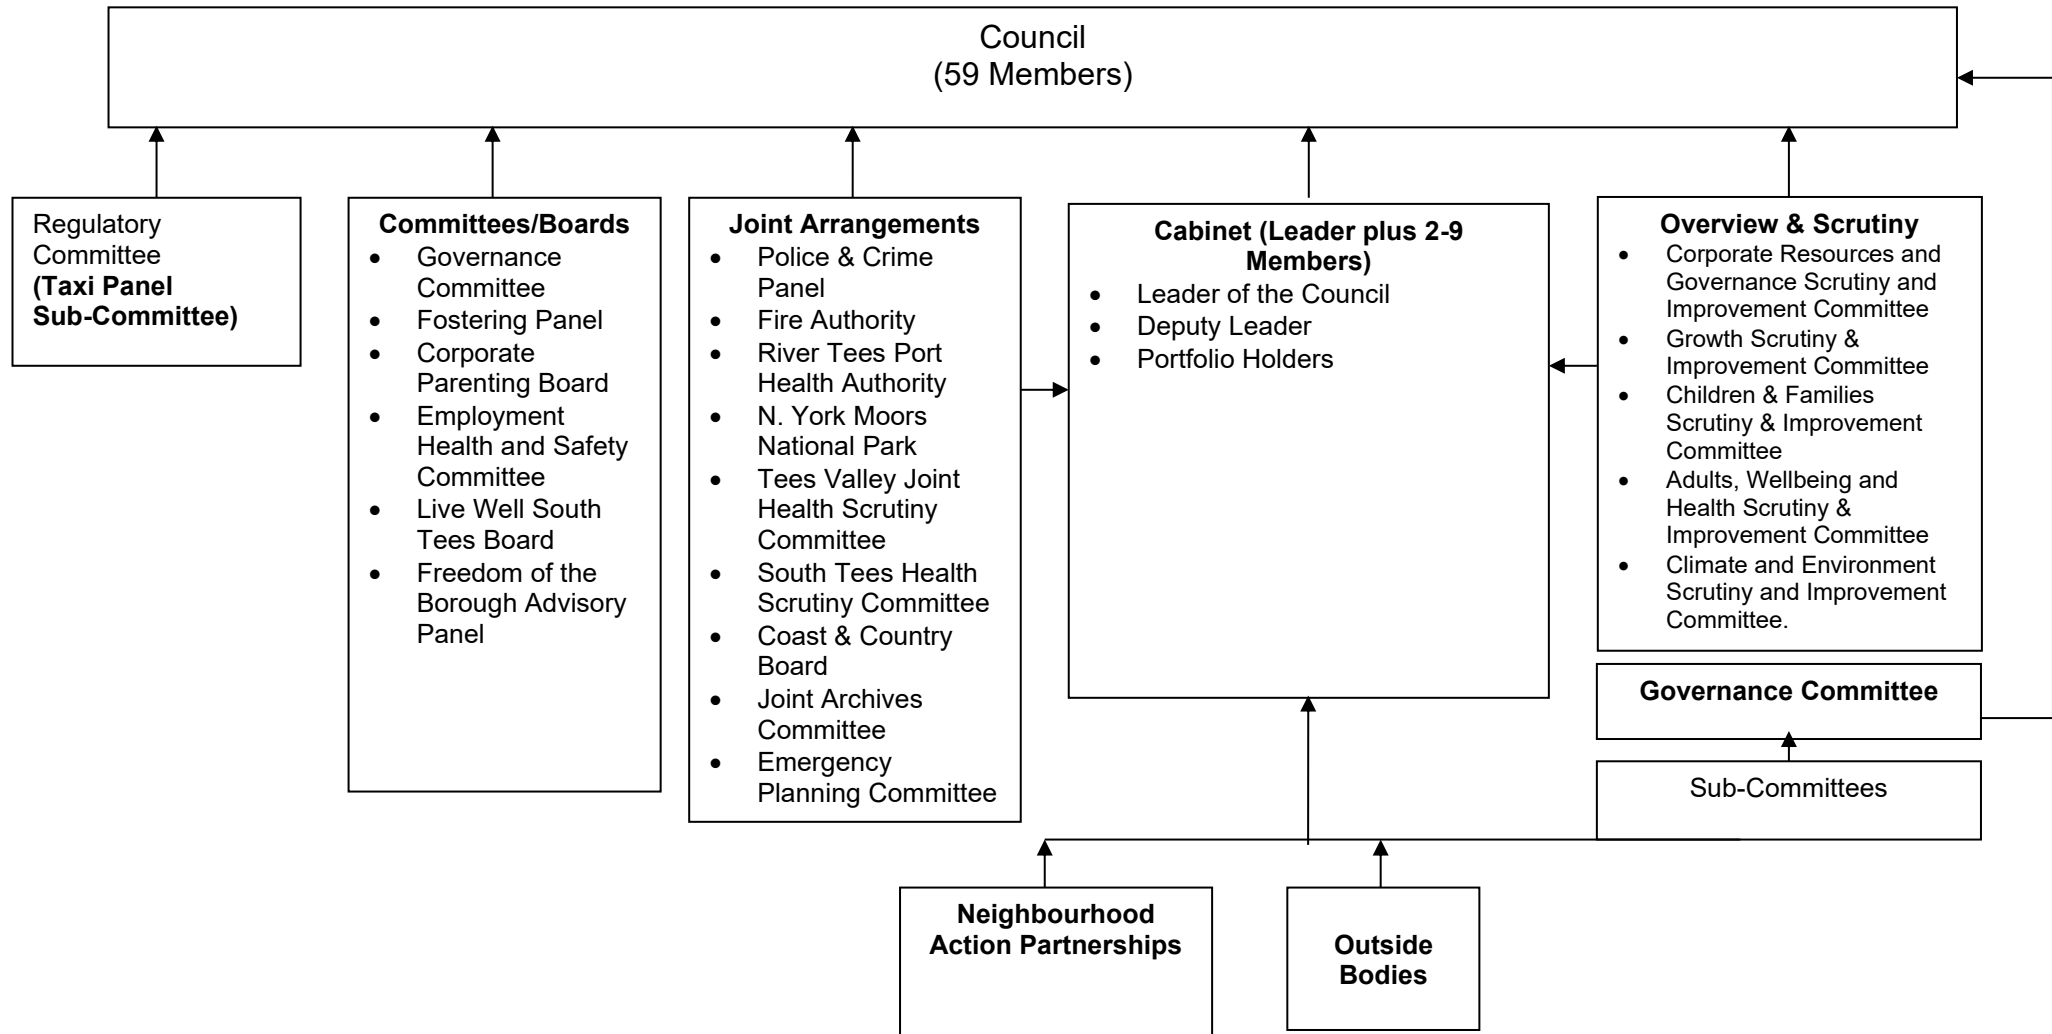 Council
(59 Members)
Regulatory
Committee
(Taxi Panel
Sub-Committee)
Committees/Boards
• Governance
Committee
• Fostering Panel
• Corporate
Parenting Board
• Employment
Health and Safety
Committee
• Live Well South
Tees Board
• Freedom of the
Borough Advisory
Panel
Joint Arrangements
• Police & Crime
Panel
• Fire Authority
• River Tees Port
Health Authority
• N. York Moors
National Park
• Tees Valley Joint
Health Scrutiny
Committee
• South Tees Health
Scrutiny Committee
• Coast & Country
Board
• Joint Archives
Committee
• Emergency
Planning Committee
Cabinet (Leader plus 2-9
Members)
• Leader of the Council
• Deputy Leader
• Portfolio Holders
Overview & Scrutiny
• Corporate Resources and
Governance Scrutiny and
Improvement Committee
• Growth Scrutiny &
Improvement Committee
• Children & Families
Scrutiny & Improvement
Committee
• Adults, Wellbeing and
Health Scrutiny &
Improvement Committee
• Climate and Environment
Scrutiny and Improvement
Committee.
Governance Committee
Sub-Committees
Neighbourhood
Action Partnerships
Outside
Bodies